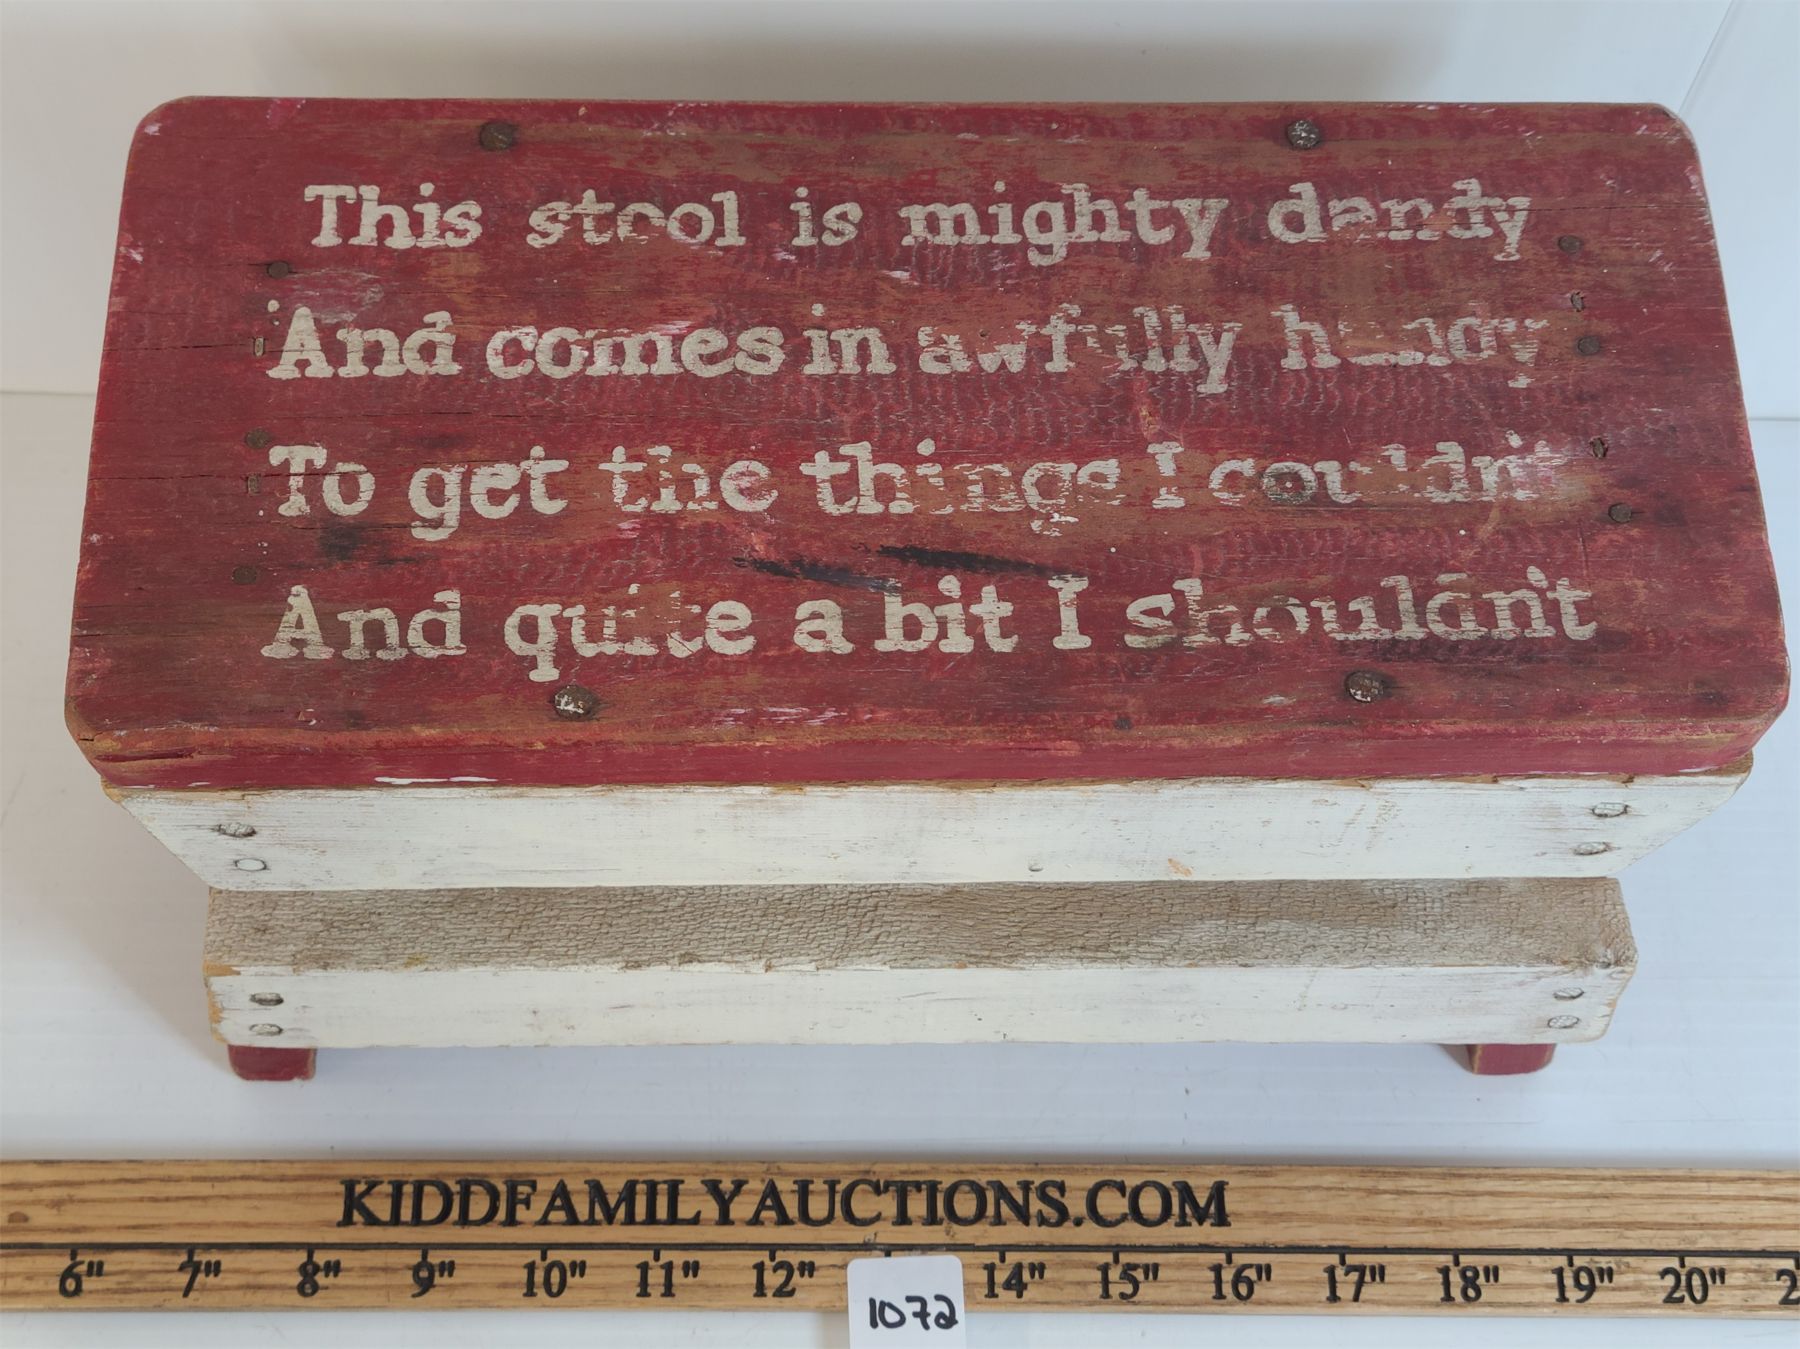 This stool is mighty dandy
And comes in awfully handy
To get the things I couldn't
And quite a bit I shouldn't
KIDDFAMILYAUCTIONS.COM
6" 7" 8" 9" 10" 11" 12" 14" 15" 16" 17" 18" 19" 20"
1072